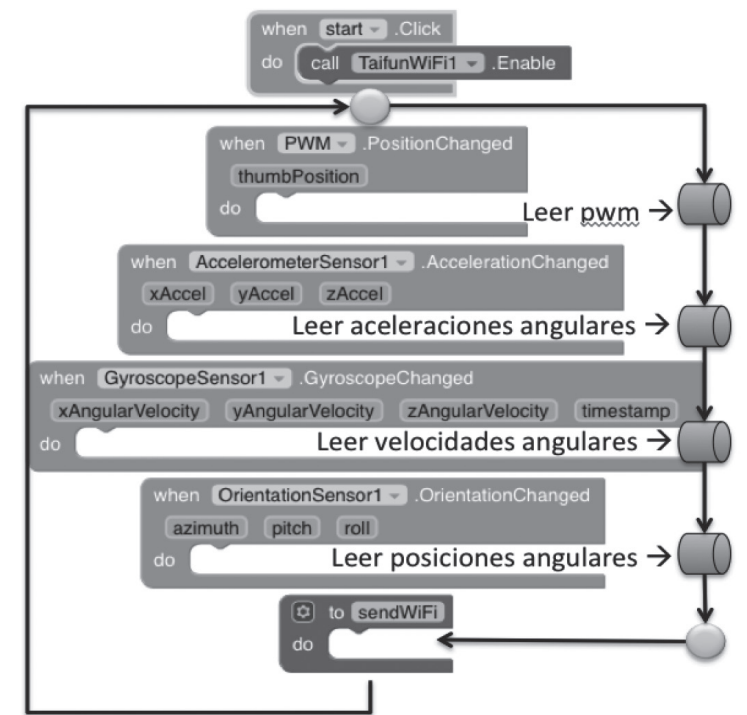 when start .Click
do call TaifunWiFi1 .Enable
when PWM .PositionChanged
thumbPosition
do
Leer pwm →
when AccelerometerSensor1 .AccelerationChanged
xAccel yAccel zAccel
do Leer aceleraciones angulares →
when GyroscopeSensor1 .GyroscopeChanged
xAngularVelocity yAngularVelocity zAngularVelocity timestamp
do Leer velocidades angulares →
when OrientationSensor1 .OrientationChanged
azimuth pitch roll
do Leer posiciones angulares →
to sendWiFi
do